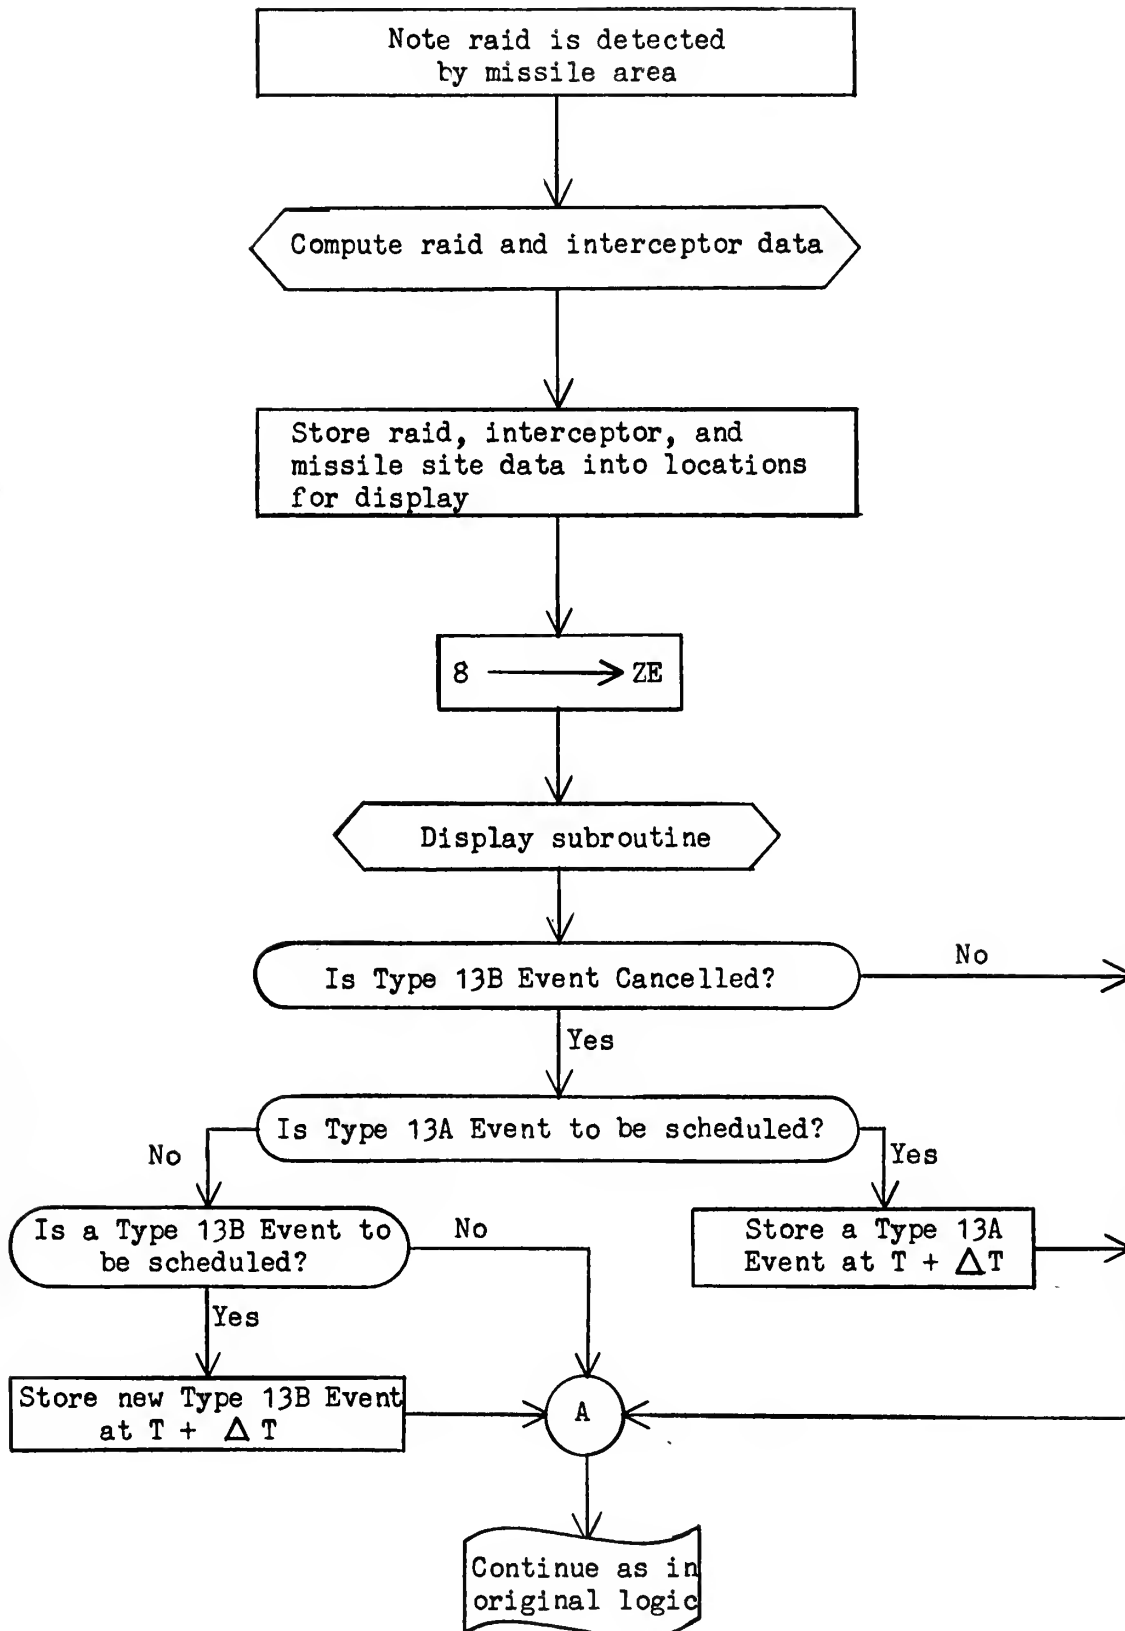 Note raid is detected
by missile area
Compute raid and interceptor data
Store raid, interceptor, and
missile site data into locations
for display
8 → ZE
Display subroutine
Is Type 13B Event Cancelled?
No
Yes
Is Type 13A Event to be scheduled?
No
Yes
Is a Type 13B Event to
be scheduled?
No
Store a Type 13A
Event at T + Δ T
Yes
Store new Type 13B Event
at T + Δ T
A
Continue as in
original logic